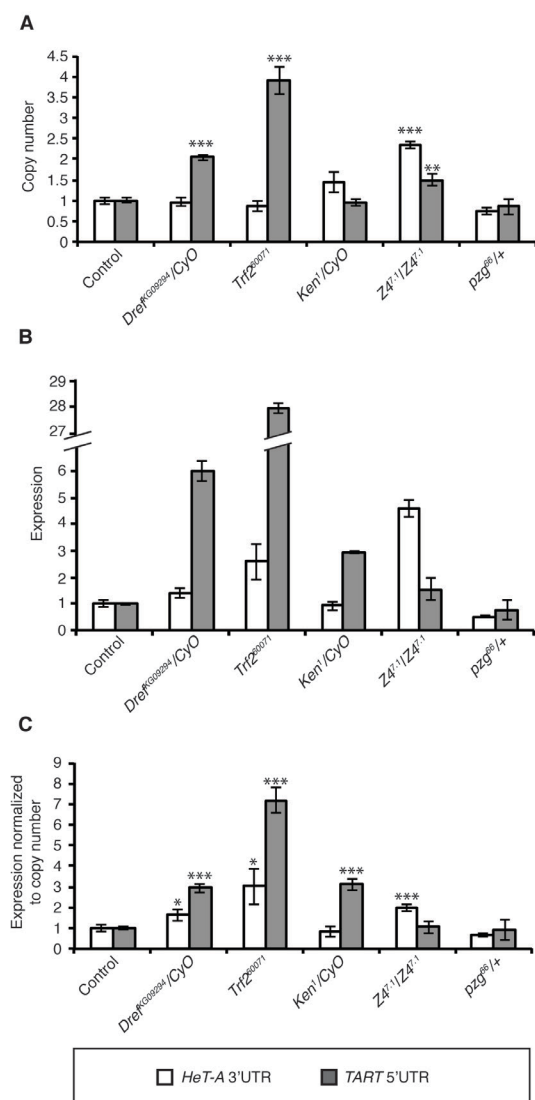 A
Copy number
4.5
4
3.5
3
2.5
2
1.5
1
0.5
0
***
***
***
**
Control
Dref^KG09294/CyO
Trf2^60071
Ken^1/CyO
Z4^7.1/Z4^7.1
pzg^66/+
B
Expression
29
28
27
6
5
4
3
2
1
0
Control
Dref^KG09294/CyO
Trf2^60071
Ken^1/CyO
Z4^7.1/Z4^7.1
pzg^66/+
C
Expression normalized
to copy number
9
8
7
6
5
4
3
2
1
0
*
***
*
***
***
***
Control
Dref^KG09294/CyO
Trf2^60071
Ken^1/CyO
Z4^7.1/Z4^7.1
pzg^66/+
HeT-A 3'UTR TART 5'UTR